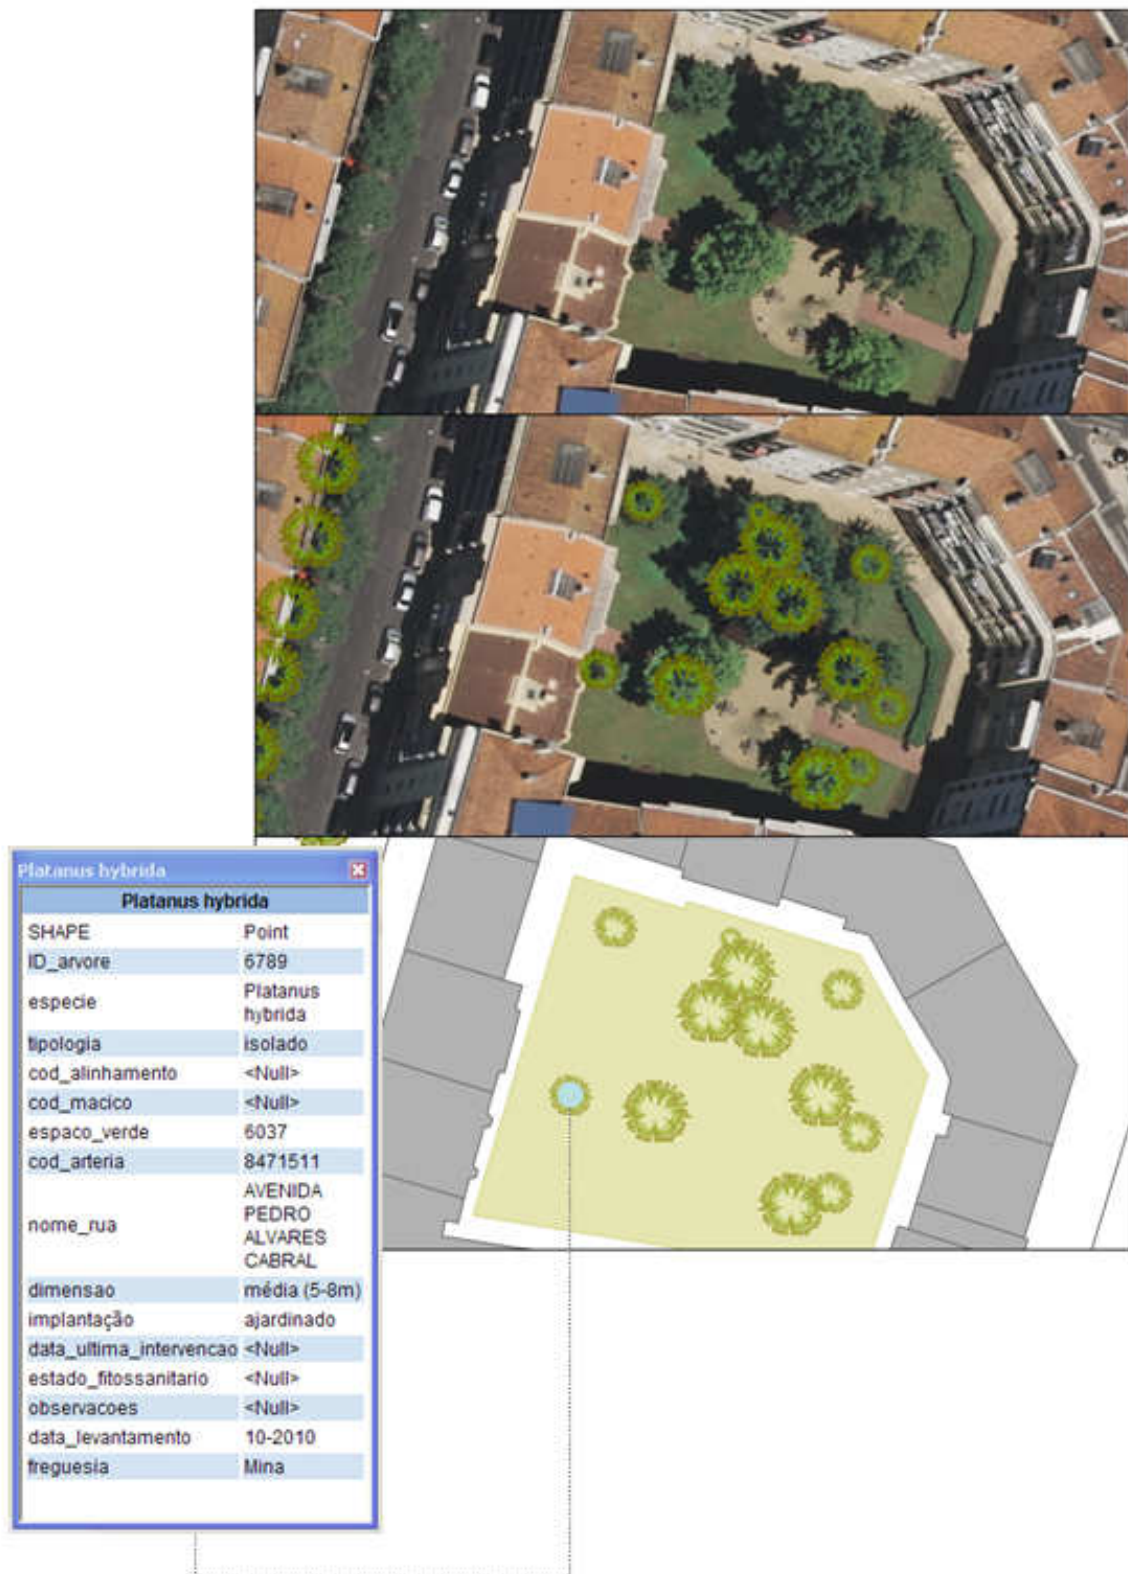 Platanus hybrida
Platanus hybrida
SHAPE Point
ID_arvore 6789
especie Platanus
hybrida
tipologia isolado
cod_alinhamento <Null>
cod_macico <Null>
espaco_verde 6037
cod_arteria 8471511
nome_rua AVENIDA
PEDRO
ALVARES
CABRAL
dimensao média (5-8m)
implantação ajardinado
data_ultima_intervencao <Null>
estado_fitossanitario <Null>
observacoes <Null>
data_levantamento 10-2010
freguesia Mina